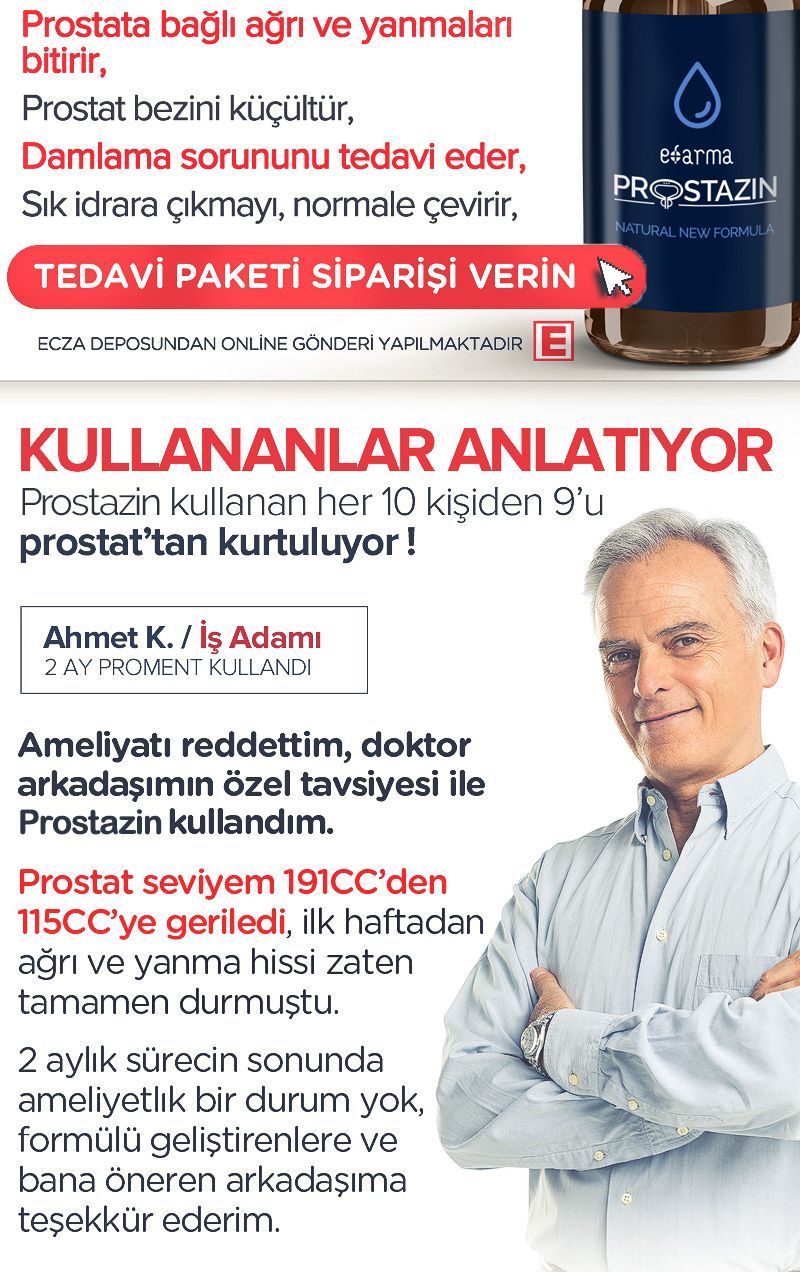 Prostata bağlı ağrı ve yanmaları
bitirir,
Prostat bezini küçültür,
Damlama sorununu tedavi eder,
Sık idrara çıkmayı, normale çevirir,
TEDAVİ PAKETİ SİPARİŞİ VERİN
ECZA DEPOSUNDAN ONLİNE GÖNDERİ YAPILMAKTADIR E
efarma
PROSTAZIN
NATURAL NEW FORMULA
KULLANANLAR ANLATIYOR
Prostazin kullanan her 10 kişiden 9’u
prostat’tan kurtuluyor !
Ahmet K. / İş Adamı
2 AY PROMENT KULLANDI
Ameliyatı reddettim, doktor
arkadaşımın özel tavsiyesi ile
Prostazin kullandım.
Prostat seviyem 191CC’den
115CC’ye geriledi, ilk haftadan
ağrı ve yanma hissi zaten
tamamen durmuştu.
2 aylık sürecin sonunda
ameliyetlık bir durum yok,
formülü geliştirenlere ve
bana öneren arkadaşıma
teşekkür ederim.